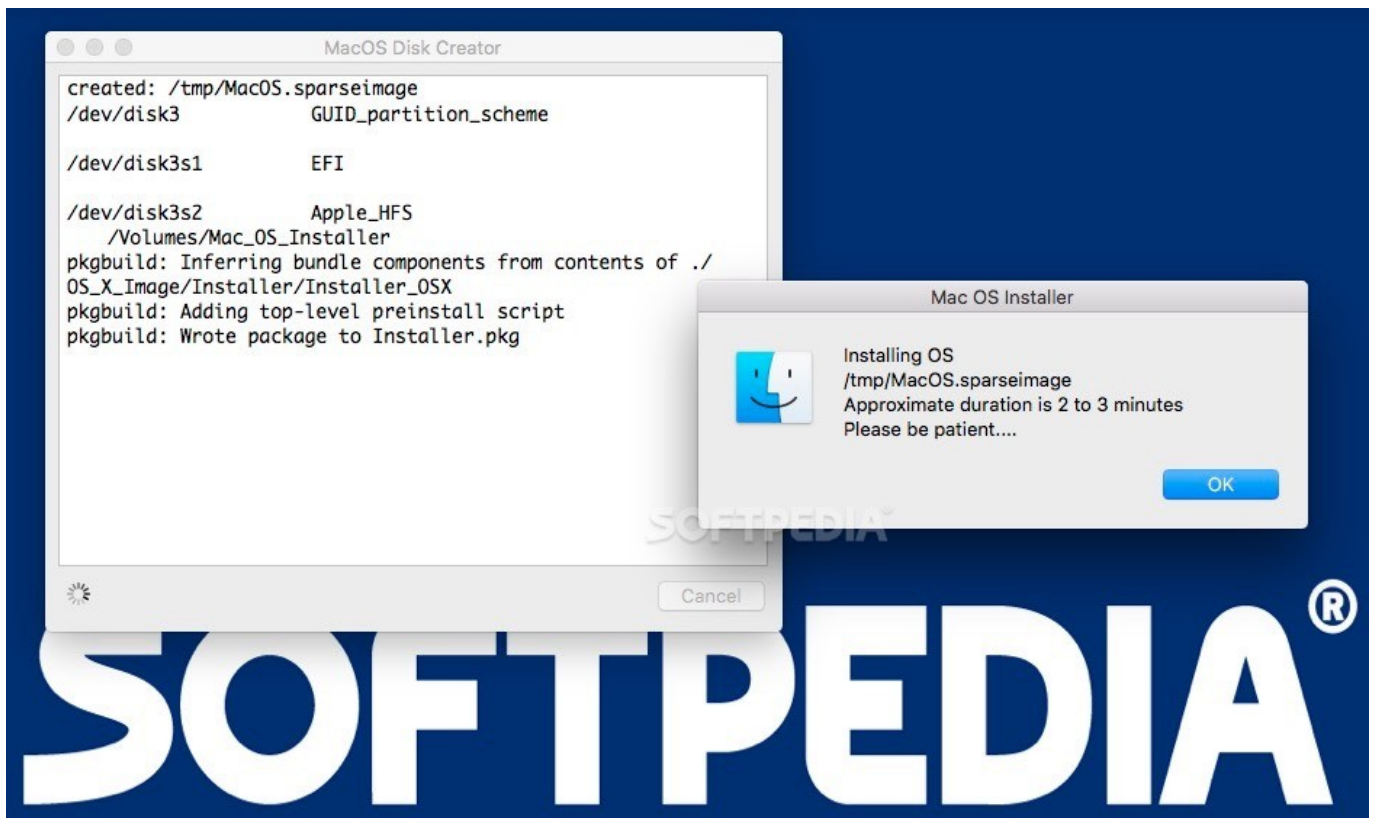 MacOS Disk Creator
created: /tmp/MacOS.sparseimage
/dev/disk3 GUID_partition_scheme
/dev/disk3s1 EFI
/dev/disk3s2 Apple_HFS
/Volumes/Mac_OS_Installer
pkgbuild: Inferring bundle components from contents of ./
OS_X_Image/Installer/Installer_OSX
pkgbuild: Adding top-level preinstall script
pkgbuild: Wrote package to Installer.pkg
Cancel
Mac OS Installer
Installing OS
/tmp/MacOS.sparseimage
Approximate duration is 2 to 3 minutes
Please be patient....
OK
SOFTPEDIA®
SOFTPEDIA®